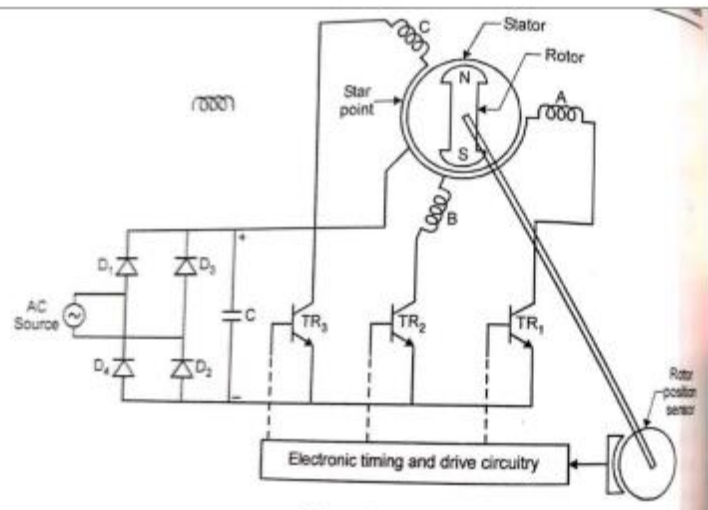 C
Stator
Rotor
N
A
Star
point
S
B
+
D₁
D₃
AC
Source
C
TR₃
TR₂
TR₁
D₄
D₂
−
Rotor
position
sensor
Electronic timing and drive circuitry